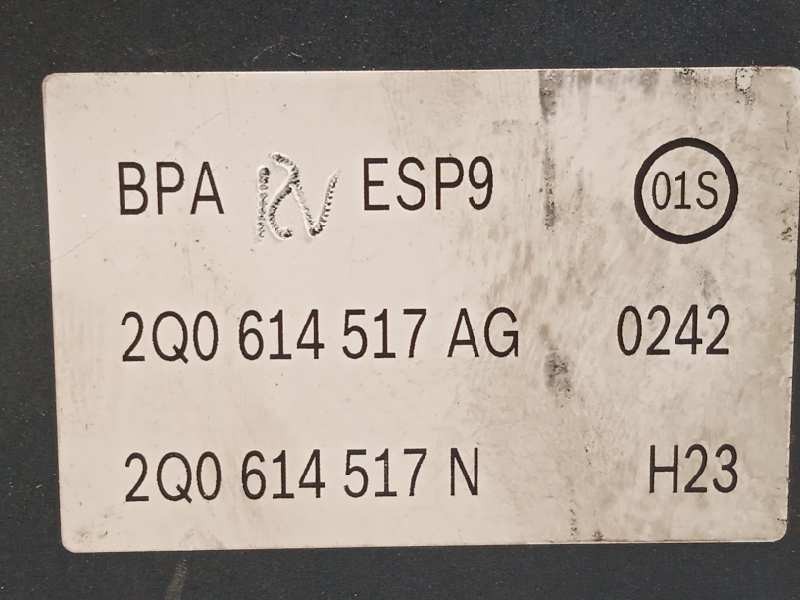 BPA ESP9 01S
2Q0 614 517 AG 0242
2Q0 614 517 N H23